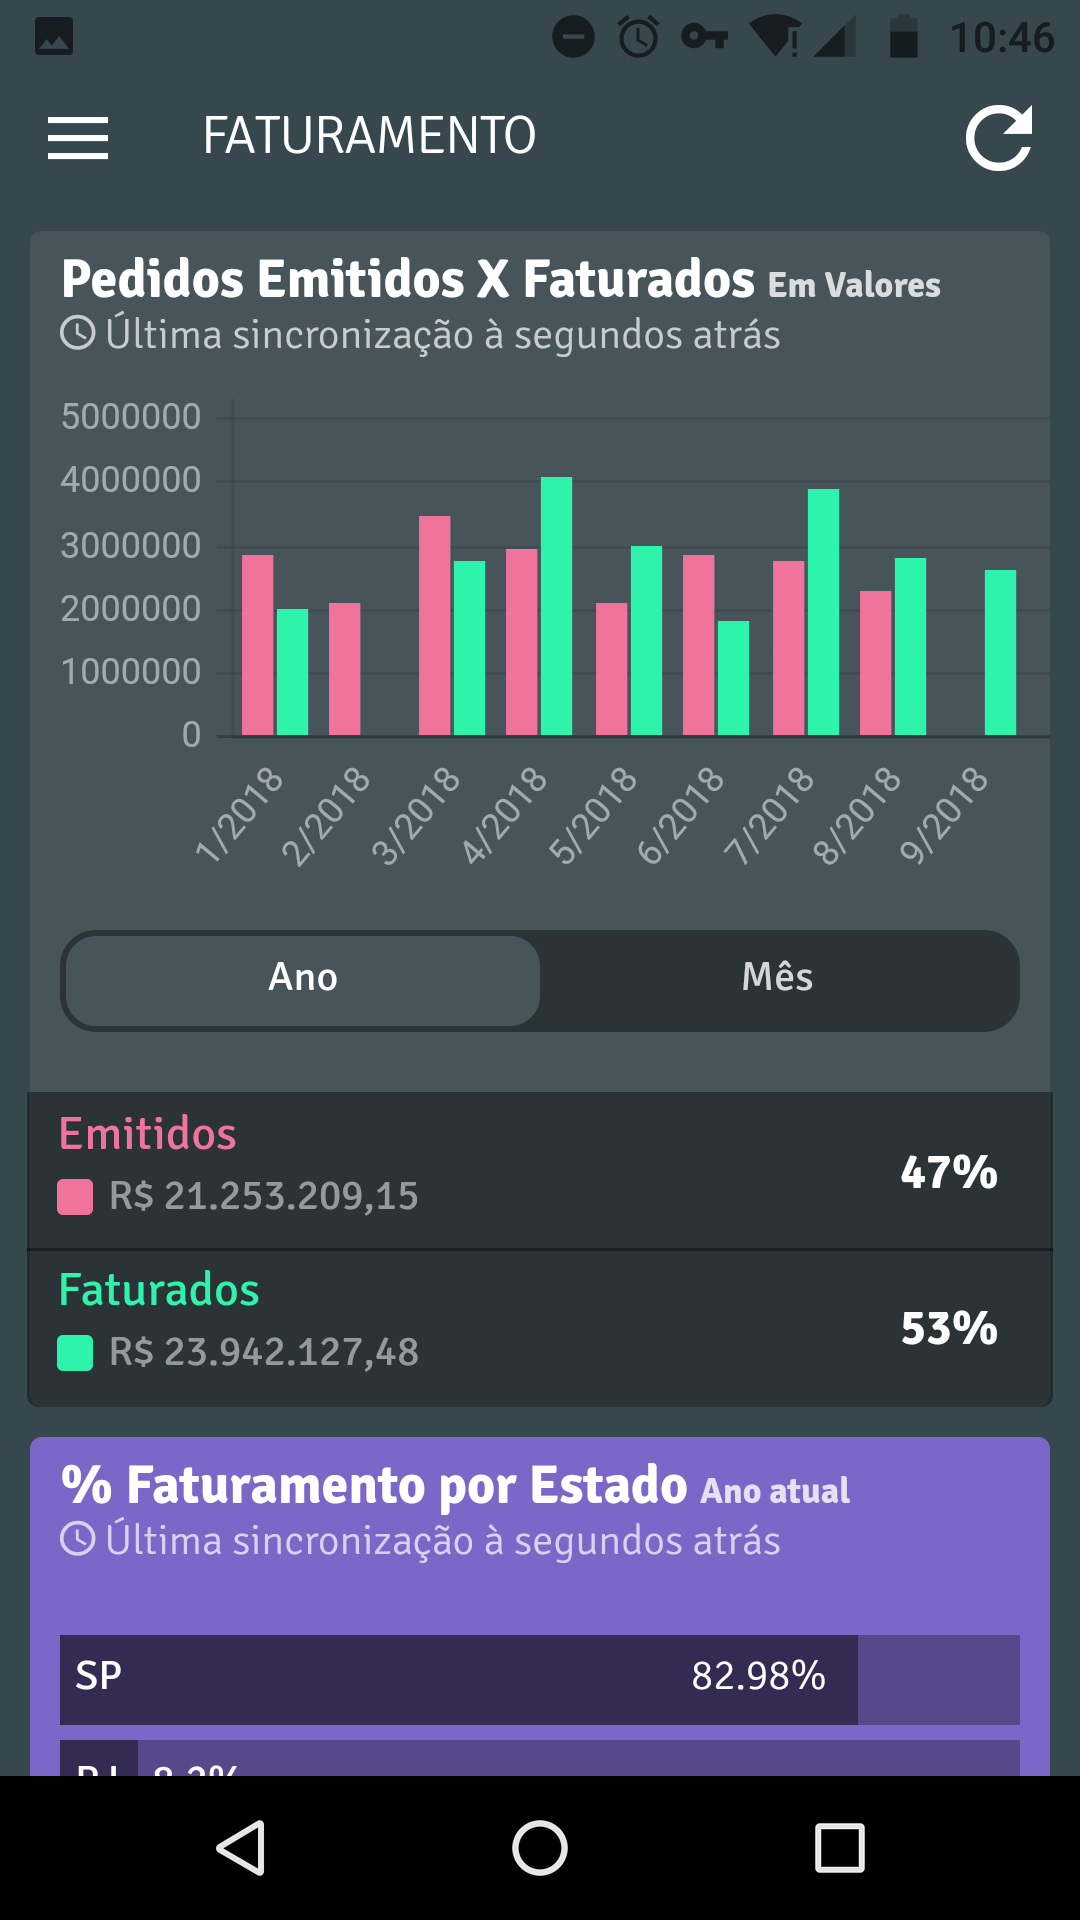 10:46
FATURAMENTO
Pedidos Emitidos X Faturados Em Valores
Última sincronização à segundos atrás
5000000
4000000
3000000
2000000
1000000
0
1/2018 2/2018 3/2018 4/2018 5/2018 6/2018 7/2018 8/2018 9/2018
Ano Mês
Emitidos
R$ 21.253.209,15
47%
Faturados
R$ 23.942.127,48
53%
% Faturamento por Estado Ano atual
Última sincronização à segundos atrás
SP 82.98%